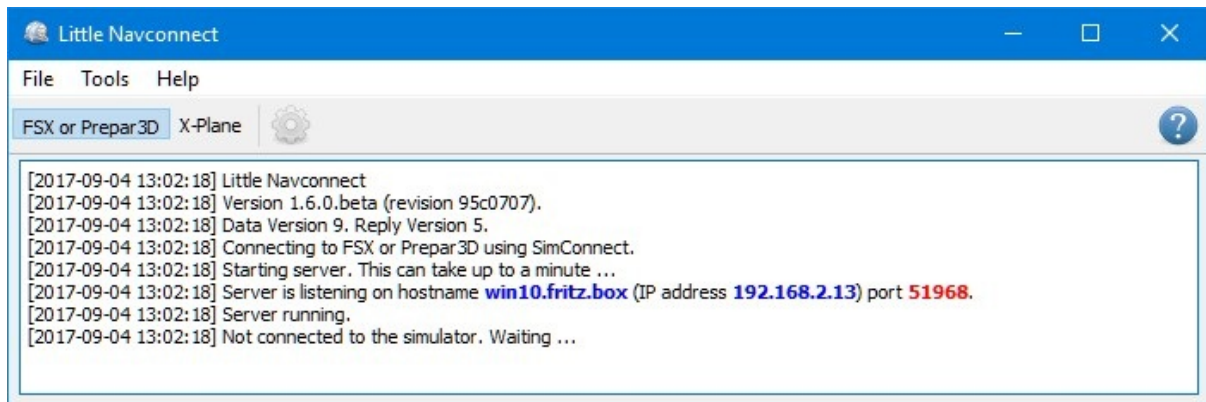 Little Navconnect
File Tools Help
FSX or Prepar3D X-Plane
[2017-09-04 13:02:18] Little Navconnect
[2017-09-04 13:02:18] Version 1.6.0.beta (revision 95c0707).
[2017-09-04 13:02:18] Data Version 9. Reply Version 5.
[2017-09-04 13:02:18] Connecting to FSX or Prepar3D using SimConnect.
[2017-09-04 13:02:18] Starting server. This can take up to a minute ...
[2017-09-04 13:02:18] Server is listening on hostname win10.fritz.box (IP address 192.168.2.13) port 51968.
[2017-09-04 13:02:18] Server running.
[2017-09-04 13:02:18] Not connected to the simulator. Waiting ...